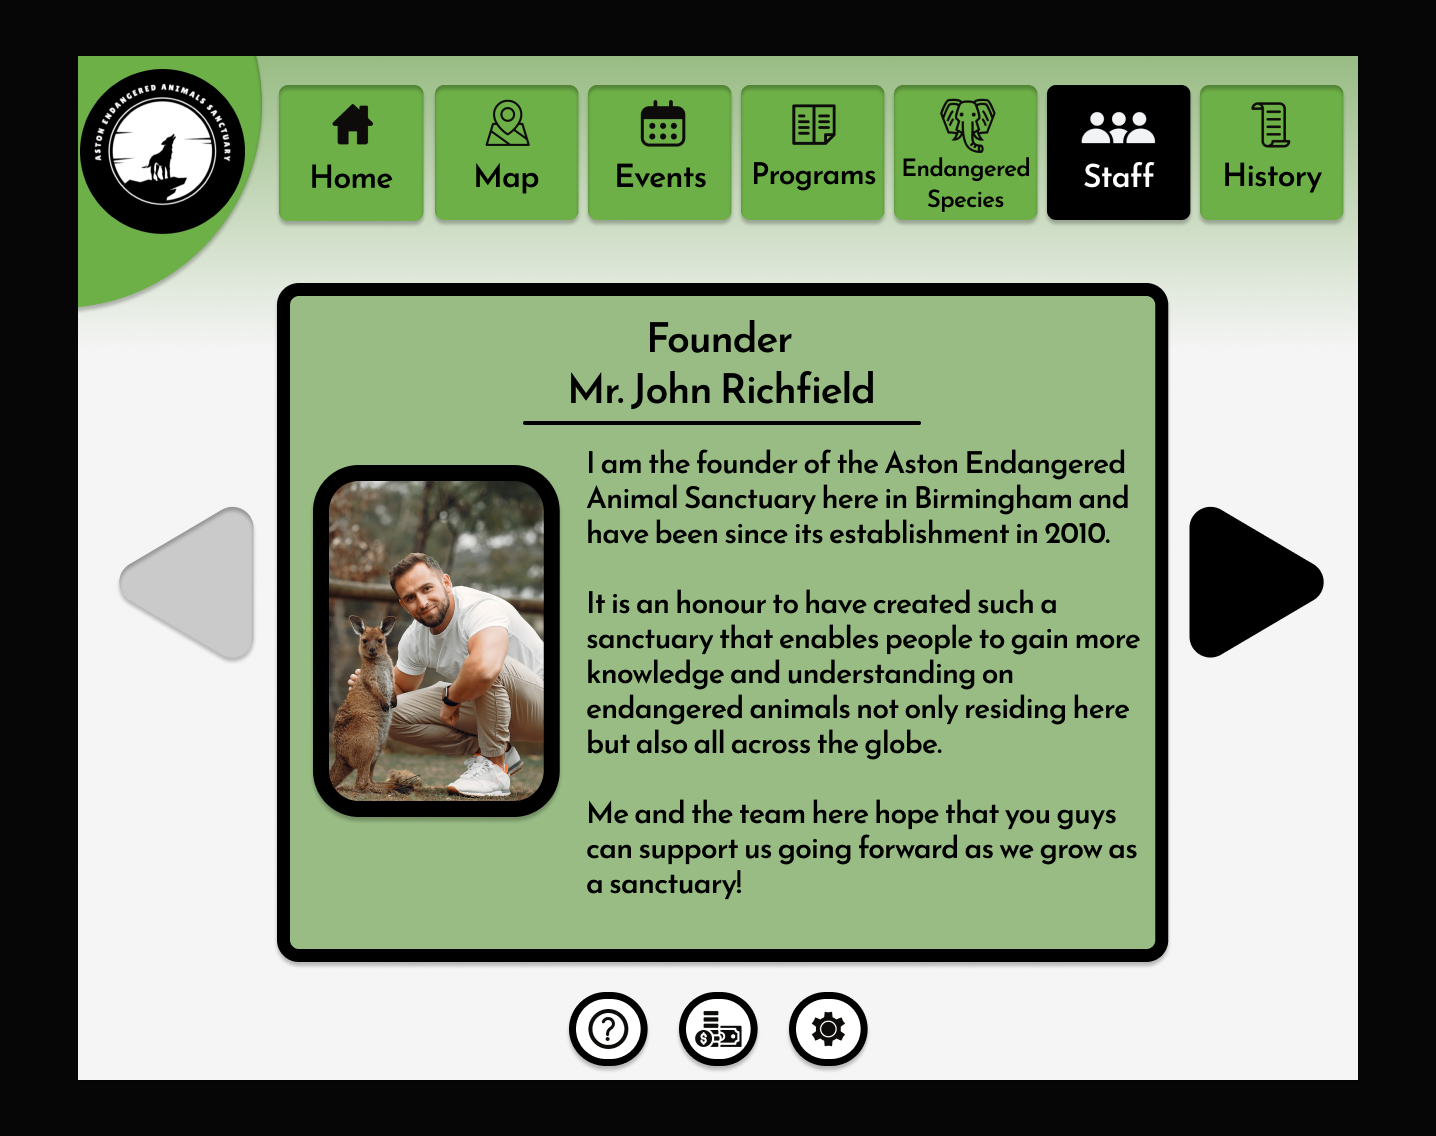 ASTON ENDANGERED ANIMALS SANCTUARY
Home
Map
Events
Programs
Endangered
Species
Staff
History
Founder
Mr. John Richfield
I am the founder of the Aston Endangered
Animal Sanctuary here in Birmingham and
have been since its establishment in 2010.
It is an honour to have created such a
sanctuary that enables people to gain more
knowledge and understanding on
endangered animals not only residing here
but also all across the globe.
Me and the team here hope that you guys
can support us going forward as we grow as
a sanctuary!
?
$